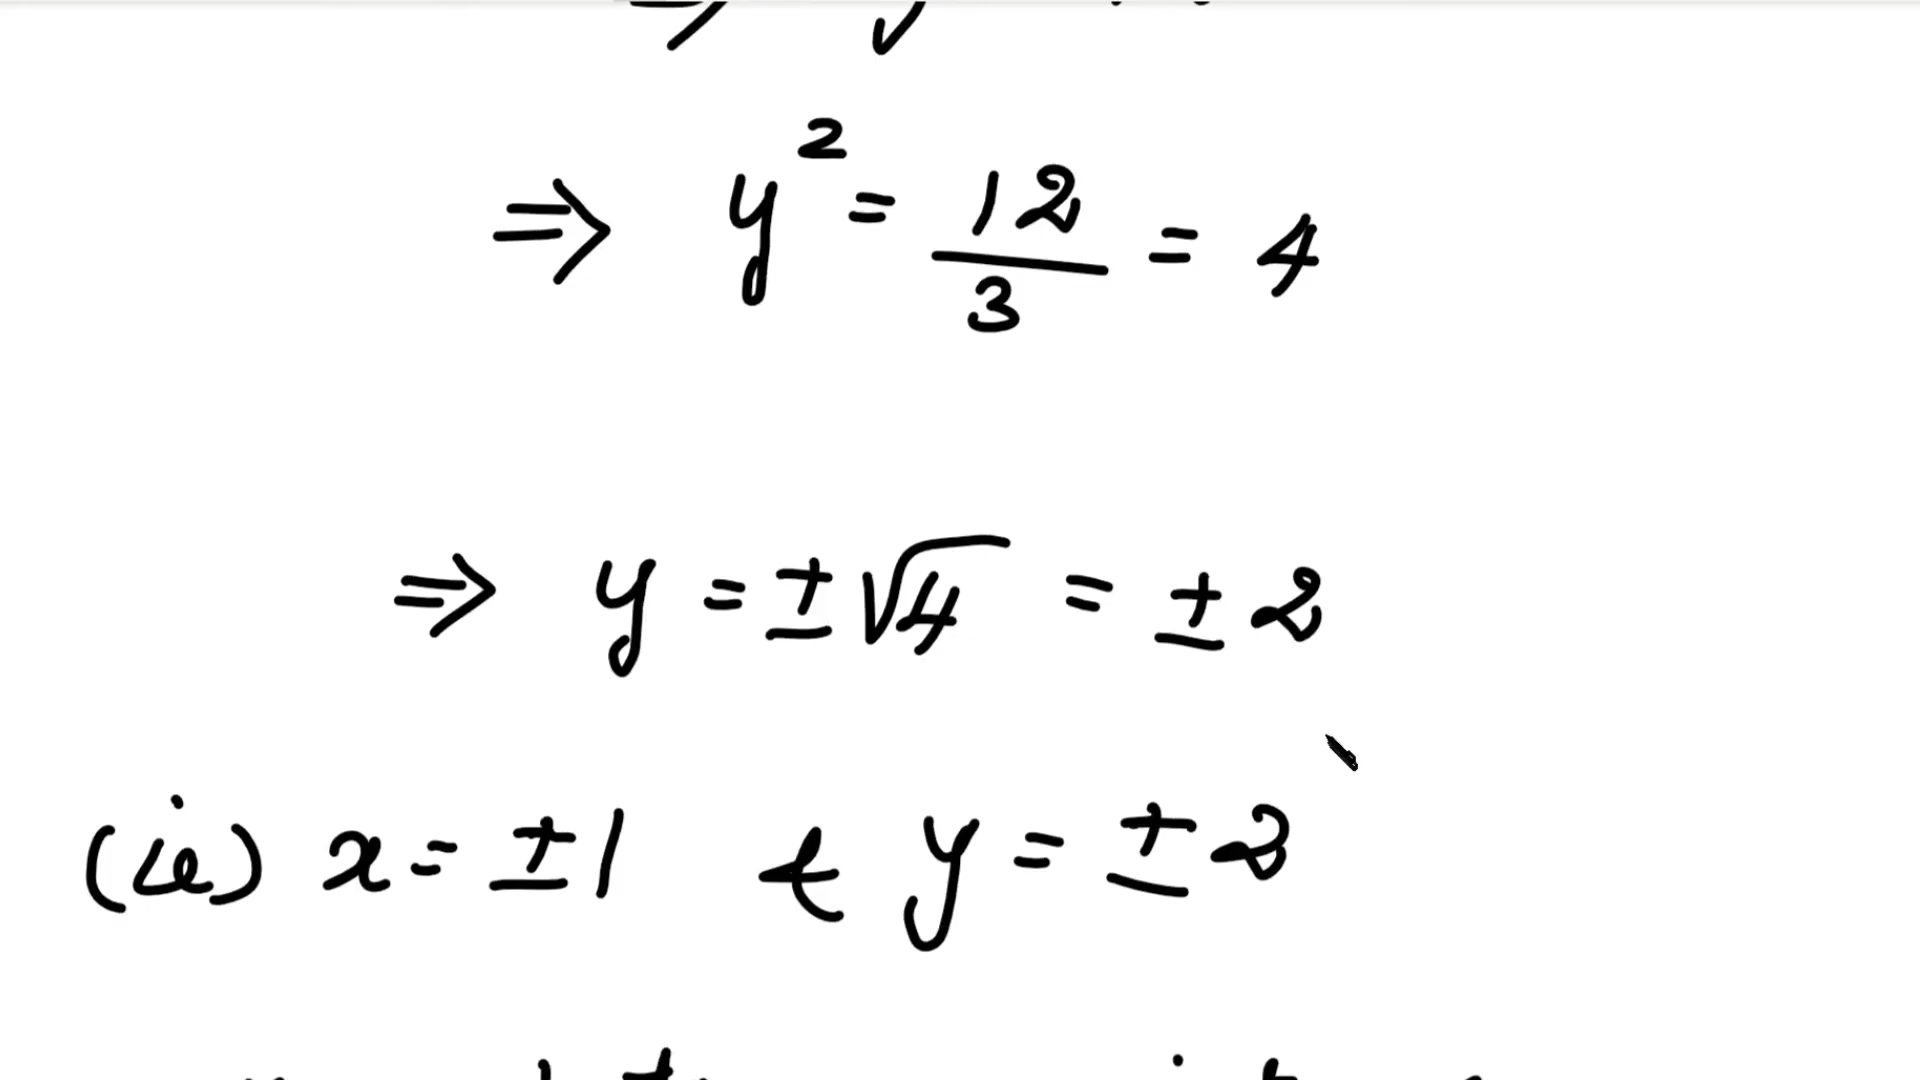 ⇒ y² = 12/3 = 4
⇒ y = ±√4 = ±2
(ie) x = ±1 & y = ±2